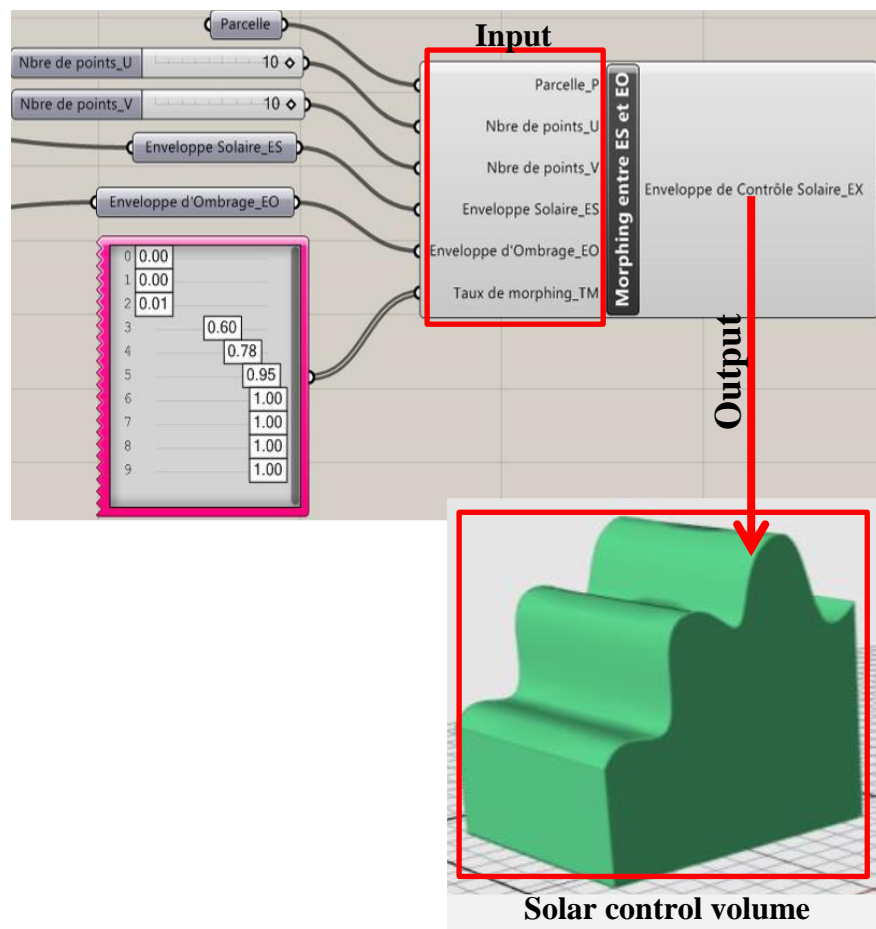 Parcelle
Input
Nbre de points_U 10
Nbre de points_V 10
Enveloppe Solaire_ES
Enveloppe d'Ombrage_EO
0 0.00
1 0.00
2 0.01
3 0.60
4 0.78
5 0.95
6 1.00
7 1.00
8 1.00
9 1.00
Parcelle_P
Nbre de points_U
Nbre de points_V
Enveloppe Solaire_ES
Enveloppe d'Ombrage_EO
Taux de morphing_TM
Morphing entre ES et EO
Enveloppe de Contrôle Solaire_EX
Output
Solar control volume